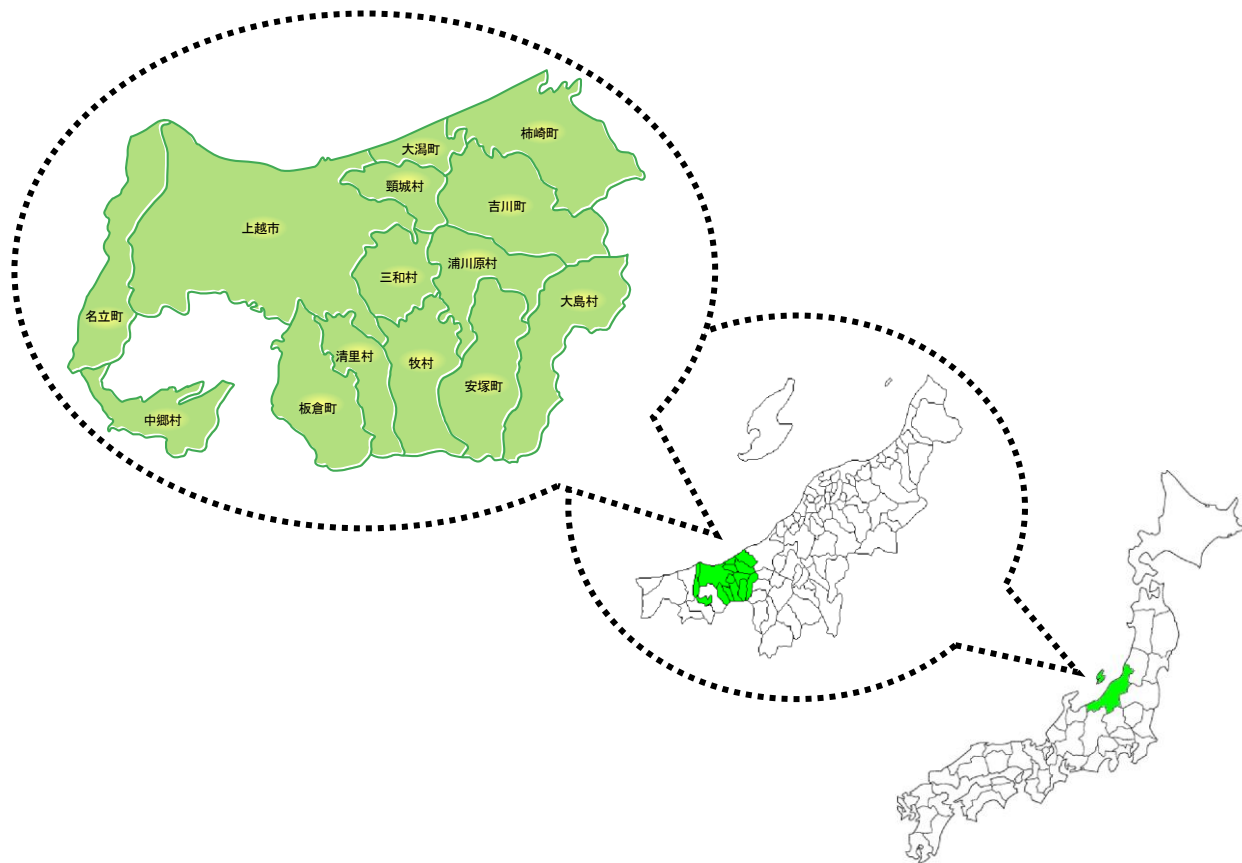 柿崎町
大潟町
頸城村
吉川町
上越市
浦川原村
三和村
大島村
名立町
清里村
牧村
安塚町
板倉町
中郷村